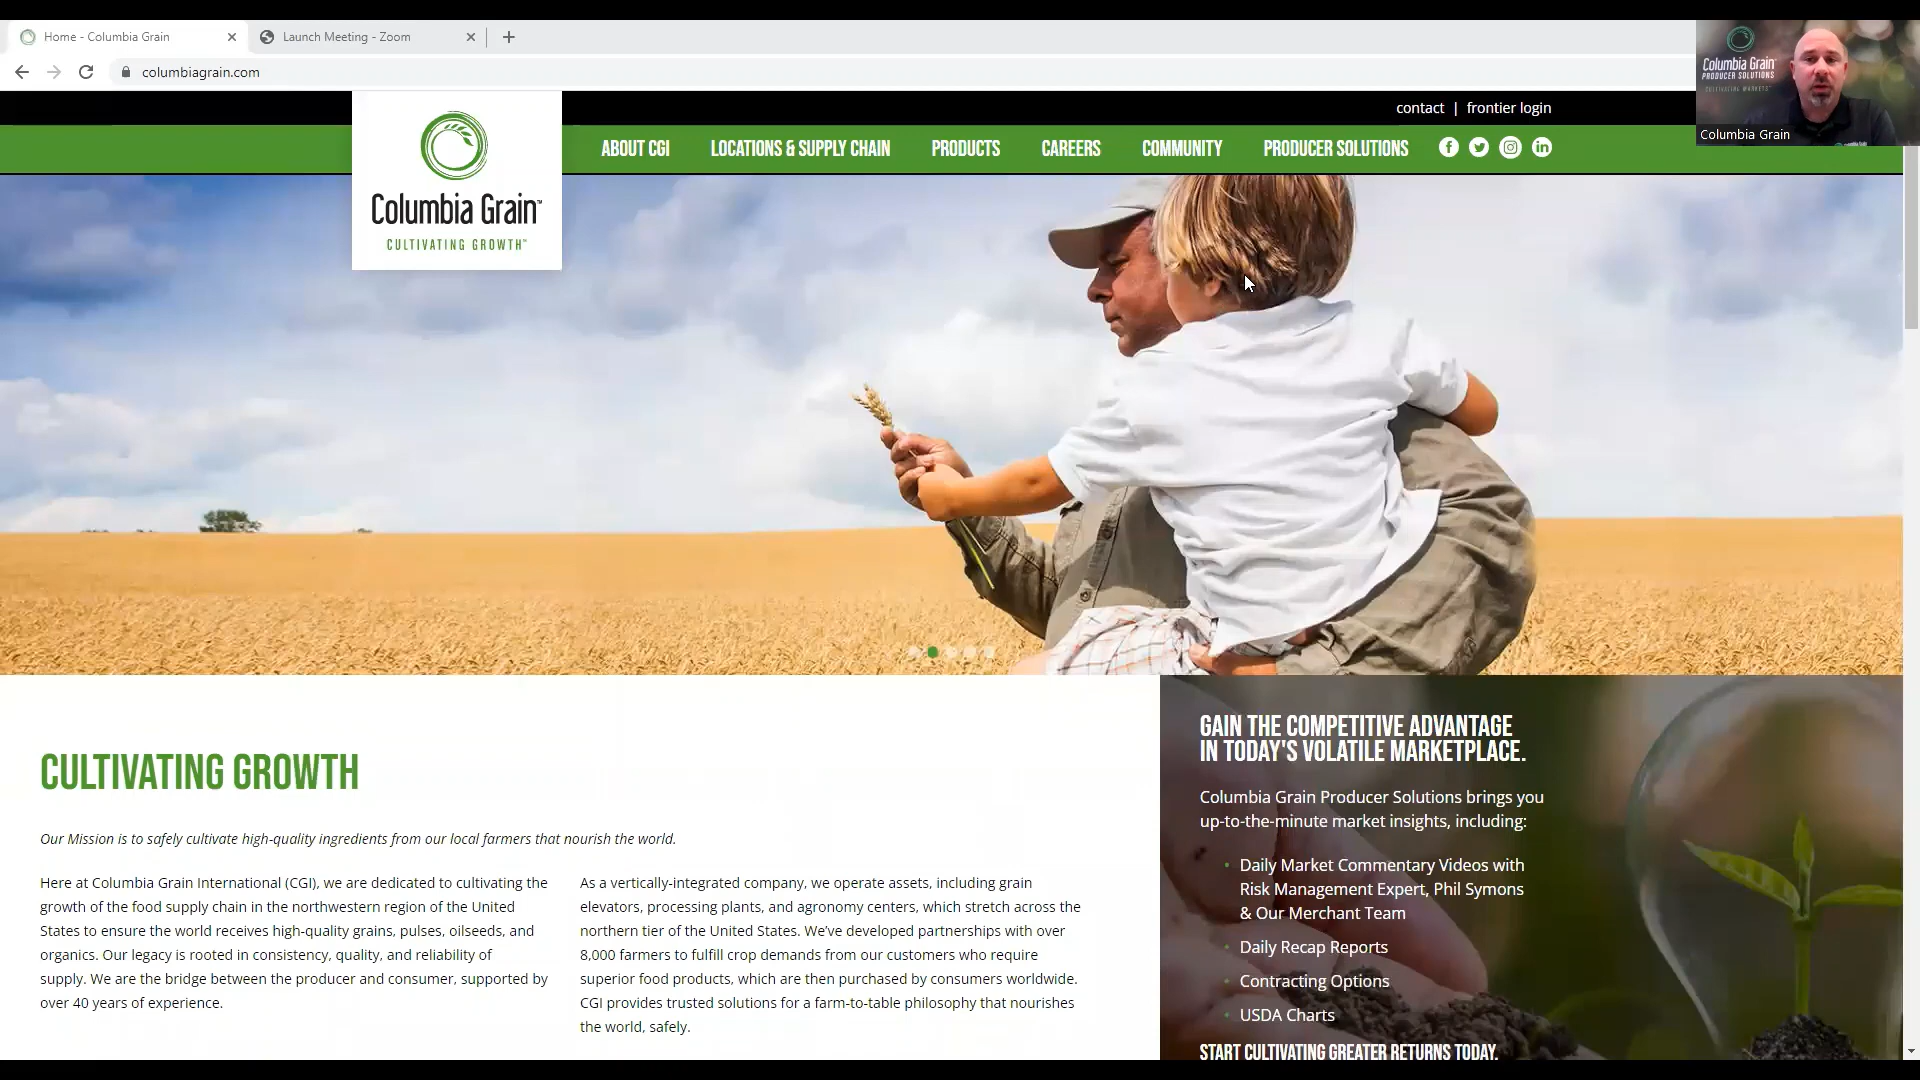 Home - Columbia Grain
Launch Meeting - Zoom
columbiagrain.com
Columbia Grain
PRODUCER SOLUTIONS
CULTIVATING MARKETS™
Columbia Grain
contact | frontier login
Columbia Grain™
CULTIVATING GROWTH™
ABOUT CGI
LOCATIONS & SUPPLY CHAIN
PRODUCTS
CAREERS
COMMUNITY
PRODUCER SOLUTIONS
CULTIVATING GROWTH
Our Mission is to safely cultivate high-quality ingredients from our local farmers that nourish the world.
Here at Columbia Grain International (CGI), we are dedicated to cultivating the
growth of the food supply chain in the northwestern region of the United
States to ensure the world receives high-quality grains, pulses, oilseeds, and
organics. Our legacy is rooted in consistency, quality, and reliability of
supply. We are the bridge between the producer and consumer, supported by
over 40 years of experience.
As a vertically-integrated company, we operate assets, including grain
elevators, processing plants, and agronomy centers, which stretch across the
northern tier of the United States. We've developed partnerships with over
8,000 farmers to fulfill crop demands from our customers who require
superior food products, which are then purchased by consumers worldwide.
CGI provides trusted solutions for a farm-to-table philosophy that nourishes
the world, safely.
GAIN THE COMPETITIVE ADVANTAGE
IN TODAY'S VOLATILE MARKETPLACE.
Columbia Grain Producer Solutions brings you
up-to-the-minute market insights, including:
Daily Market Commentary Videos with
Risk Management Expert, Phil Symons
& Our Merchant Team
Daily Recap Reports
Contracting Options
USDA Charts
START CULTIVATING GREATER RETURNS TODAY.